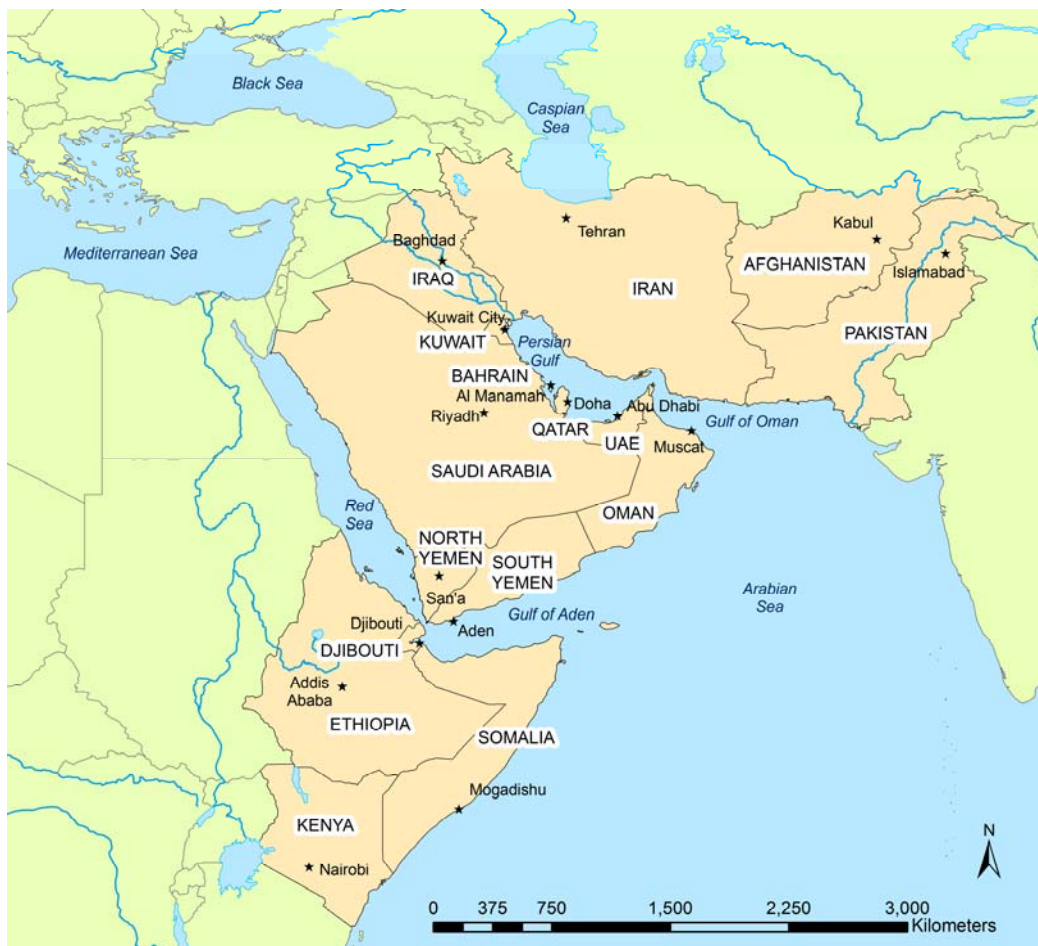 Black Sea
Caspian
Sea
Mediterranean Sea
Tehran
Kabul
Baghdad
AFGHANISTAN
Islamabad
IRAQ
IRAN
Kuwait City
KUWAIT
PAKISTAN
Persian
Gulf
BAHRAIN
Al Manamah
Doha
Abu Dhabi
Riyadh
QATAR
Gulf of Oman
UAE
Muscat
SAUDI ARABIA
Red
Sea
OMAN
NORTH
YEMEN
SOUTH
YEMEN
San'a
Arabian
Sea
Gulf of Aden
Djibouti
Aden
DJIBOUTI
Addis
Ababa
ETHIOPIA
SOMALIA
Mogadishu
KENYA
Nairobi
N
0 375 750 1,500 2,250 3,000
Kilometers